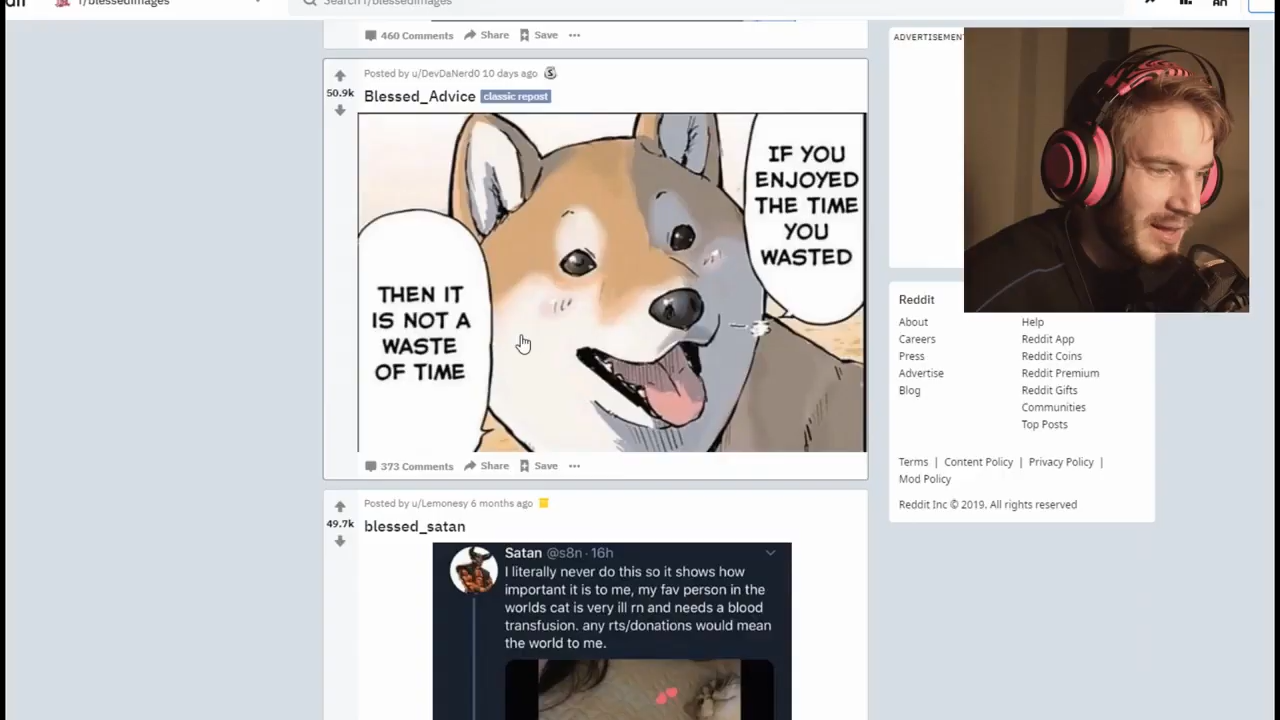 r/blessedimages
Search r/blessedimages
460 Comments Share Save
Posted by u/DevDaNerd0 10 days ago
50.9k
Blessed_Advice classic repost
IF YOU
ENJOYED
THE TIME
YOU
WASTED
THEN IT
IS NOT A
WASTE
OF TIME
373 Comments Share Save
Posted by u/Lemonesy 6 months ago
49.7k
blessed_satan
Satan @s8n · 16h
I literally never do this so it shows how
important it is to me, my fav person in the
worlds cat is very ill rn and needs a blood
transfusion. any rts/donations would mean
the world to me.
ADVERTISEMENT
Reddit
About
Careers
Press
Advertise
Blog
Help
Reddit App
Reddit Coins
Reddit Premium
Reddit Gifts
Communities
Top Posts
Terms | Content Policy | Privacy Policy |
Mod Policy
Reddit Inc © 2019. All rights reserved